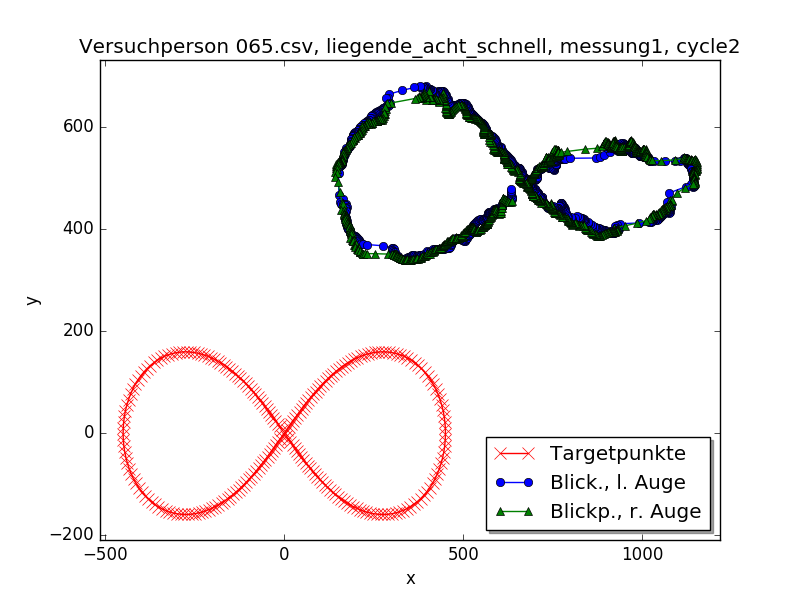 Versuchperson 065.csv, liegende_acht_schnell, messung1, cycle2
600
400
200
0
−200
y
−500
0
500
1000
x
Targetpunkte
Blick., l. Auge
Blickp., r. Auge